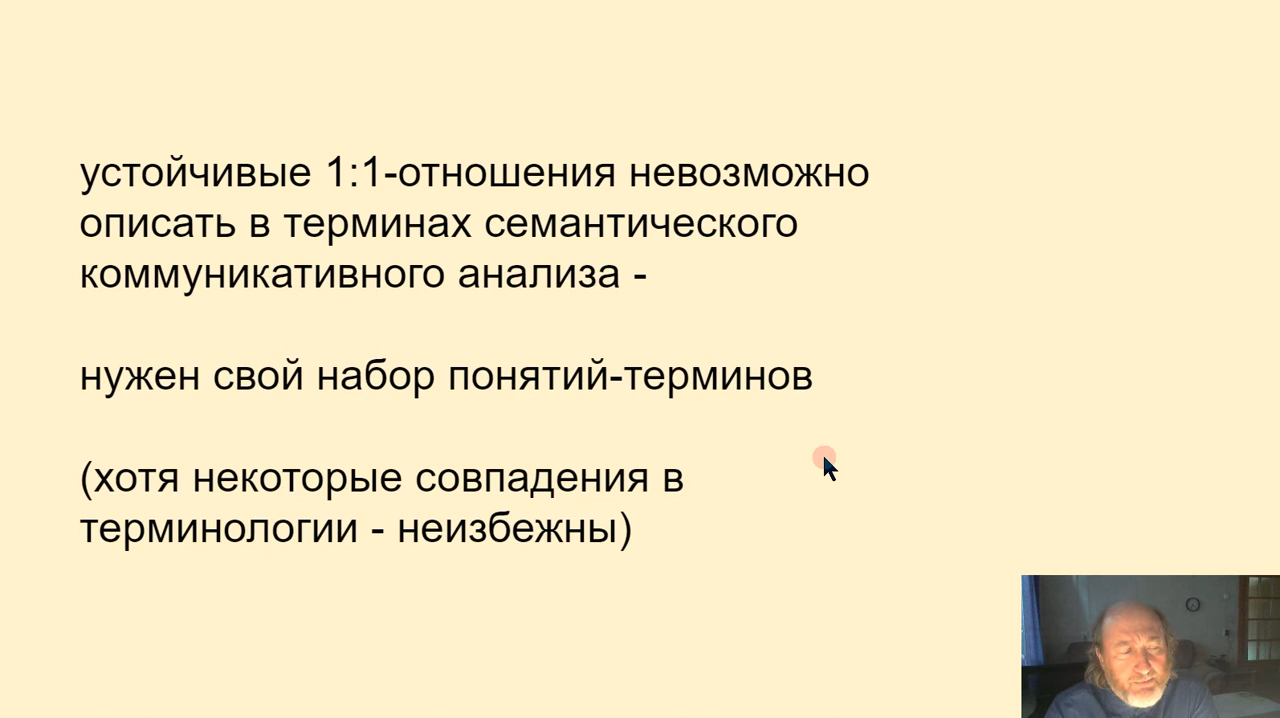 устойчивые 1:1-отношения невозможно
описать в терминах семантического
коммуникативного анализа -
нужен свой набор понятий-терминов
(хотя некоторые совпадения в
терминологии - неизбежны)